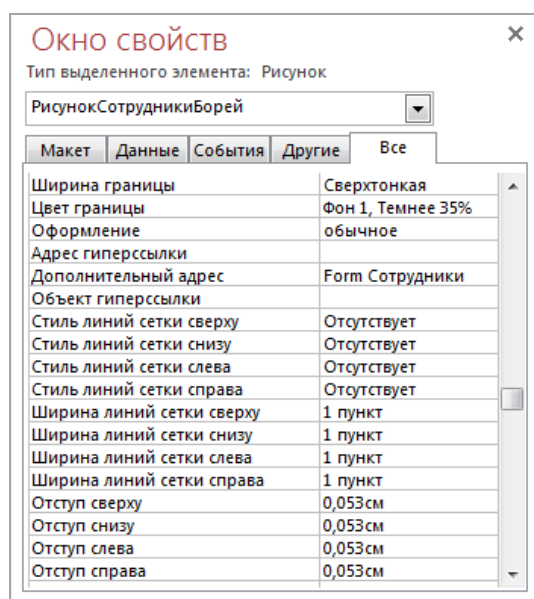 Окно свойств
Тип выделенного элемента: Рисунок
РисунокСотрудникиБорей
Макет Данные События Другие Все
Ширина границы Сверхтонкая
Цвет границы Фон 1, Темнее 35%
Оформление обычное
Адрес гиперссылки
Дополнительный адрес Form Сотрудники
Объект гиперссылки
Стиль линий сетки сверху Отсутствует
Стиль линий сетки снизу Отсутствует
Стиль линий сетки слева Отсутствует
Стиль линий сетки справа Отсутствует
Ширина линий сетки сверху 1 пункт
Ширина линий сетки снизу 1 пункт
Ширина линий сетки слева 1 пункт
Ширина линий сетки справа 1 пункт
Отступ сверху 0,053см
Отступ снизу 0,053см
Отступ слева 0,053см
Отступ справа 0,053см